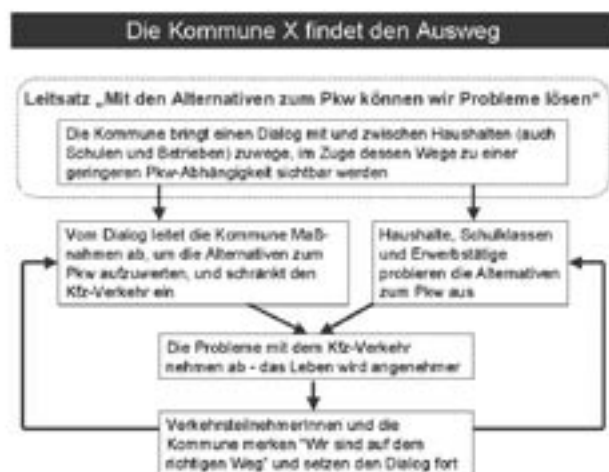 Die Kommune X findet den Ausweg
Leitsatz „Mit den Alternativen zum Pkw können wir Probleme lösen“
Die Kommune bringt einen Dialog mit und zwischen Haushalten (auch
Schulen und Betrieben) zuwege, im Zuge dessen Wege zu einer
geringeren Pkw-Abhängigkeit sichtbar werden
Vom Dialog leitet die Kommune Maß-
nahmen ab, um die Alternativen zum
Pkw aufzuwerten, und schränkt den
Kfz-Verkehr ein
Haushalte, Schulklassen
und Erwerbstätige
probieren die Alternativen
zum Pkw aus
Die Probleme mit dem Kfz-Verkehr
nehmen ab - das Leben wird angenehmer
VerkehrsteilnehmerInnen und die
Kommune merken "Wir sind auf dem
richtigen Weg" und setzen den Dialog fort